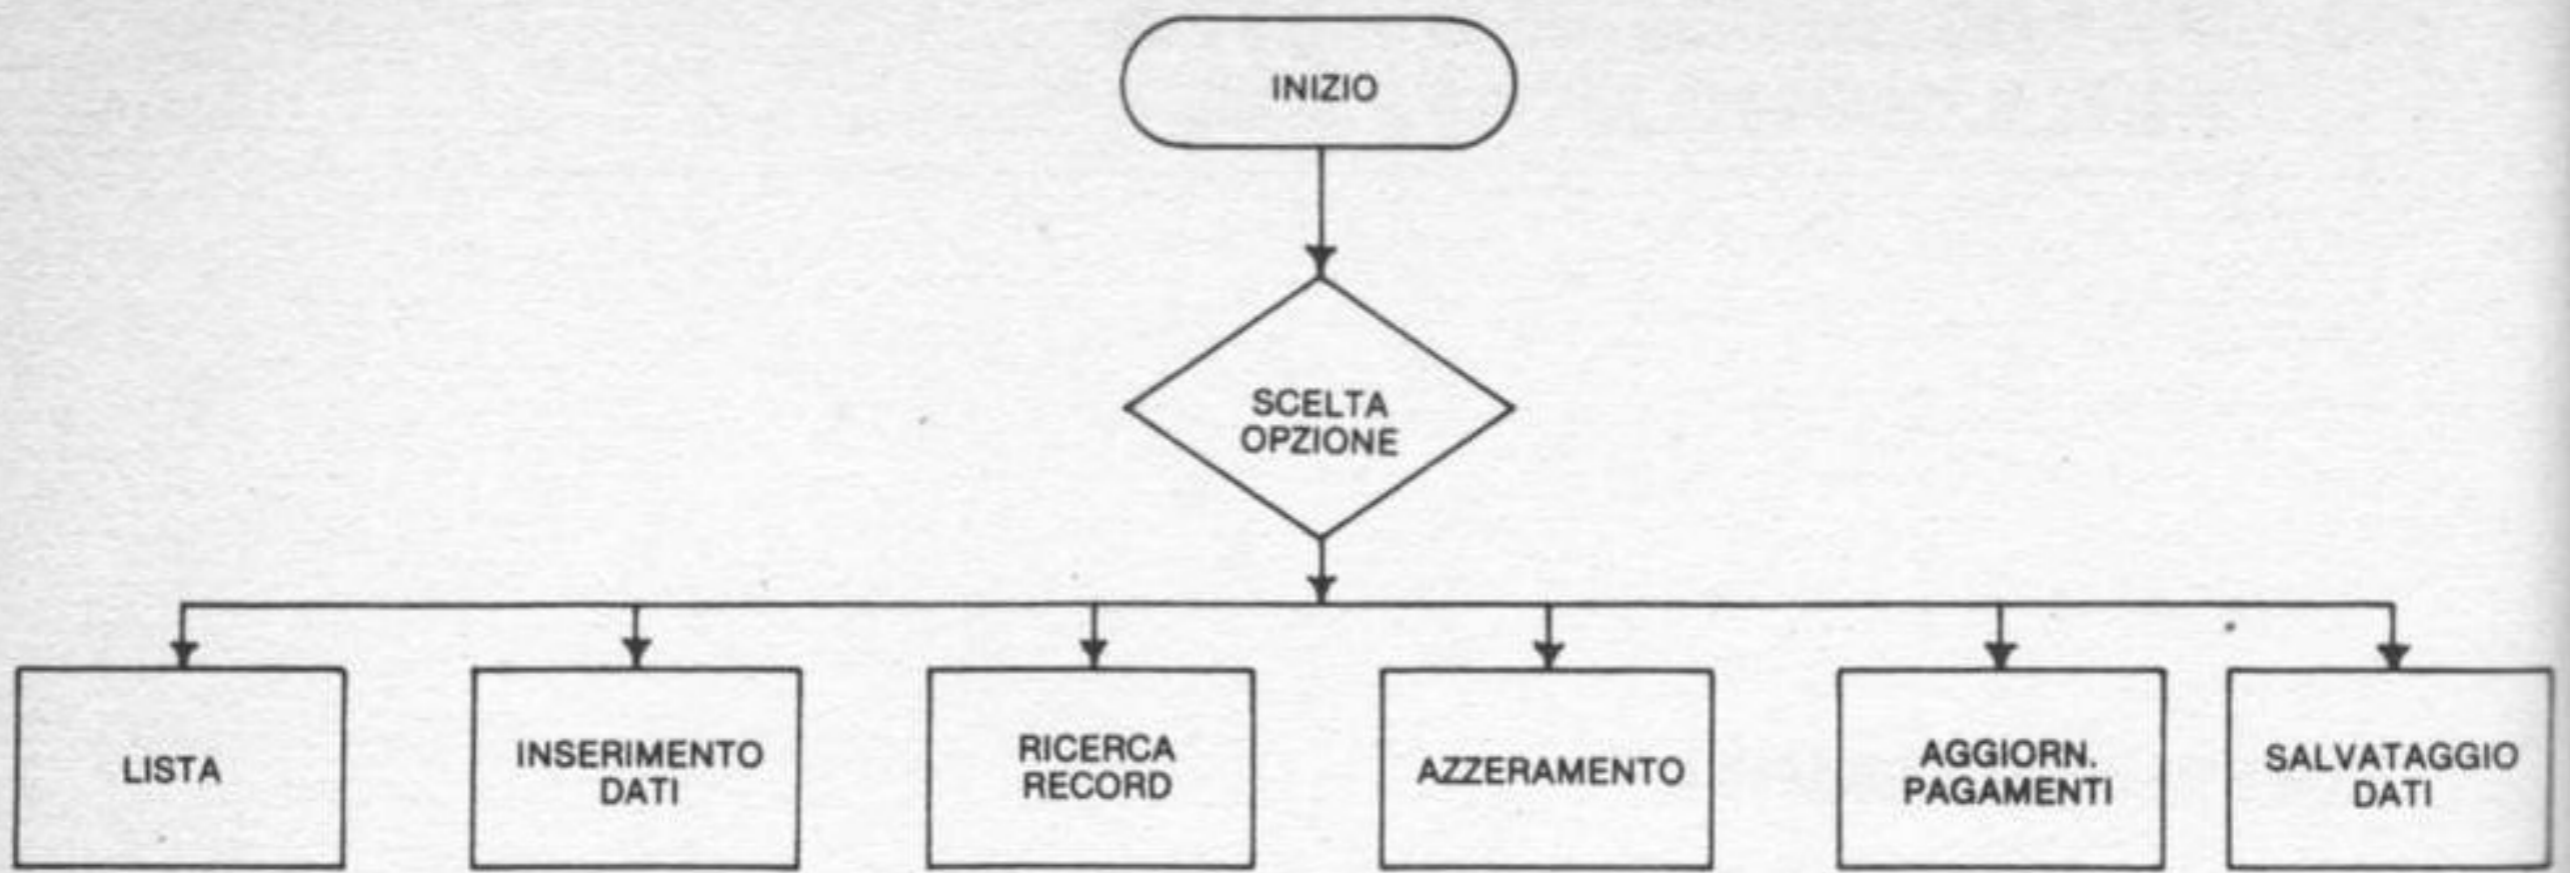 INIZIO
SCELTA
OPZIONE
LISTA
INSERIMENTO
DATI
RICERCA
RECORD
AZZERAMENTO
AGGIORN.
PAGAMENTI
SALVATAGGIO
DATI